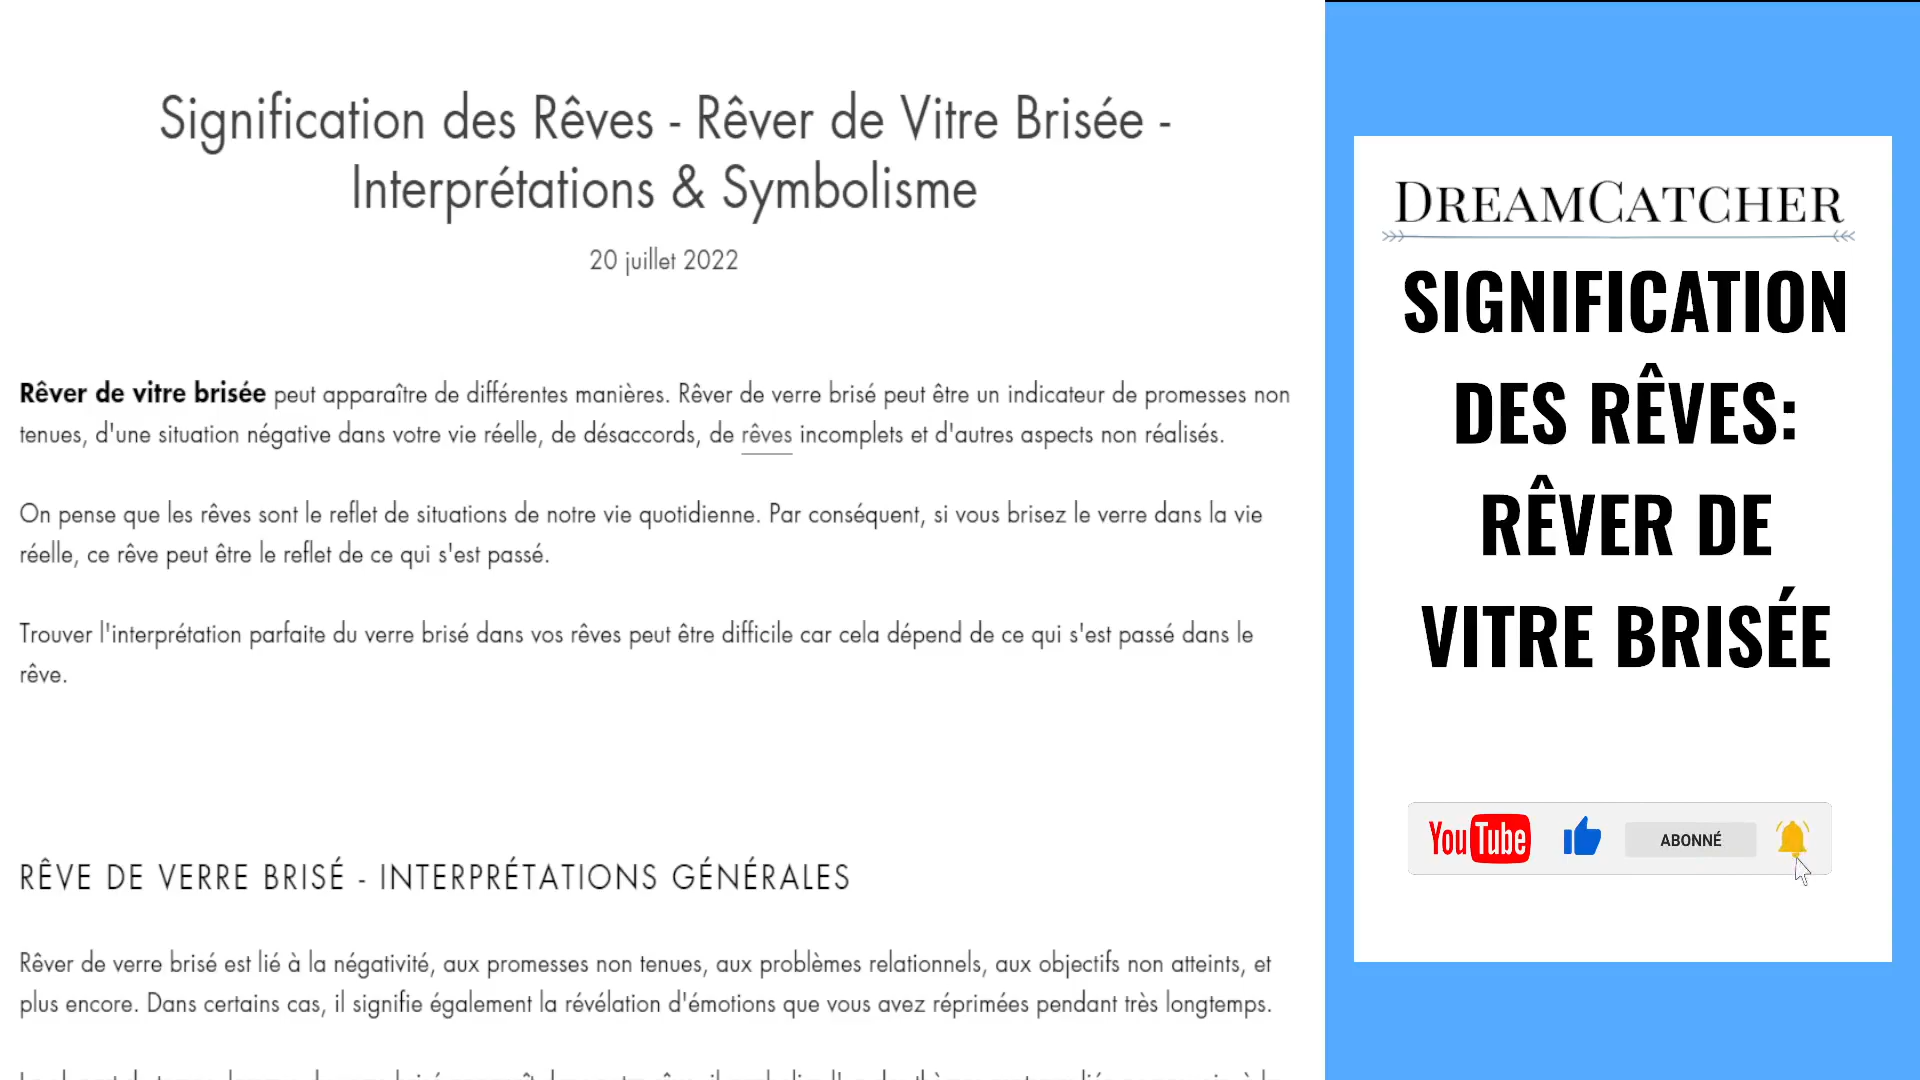 Signification des Rêves - Rêver de Vitre Brisée -
Interprétations & Symbolisme
20 juillet 2022
Rêver de vitre brisée peut apparaître de différentes manières. Rêver de verre brisé peut être un indicateur de promesses non
tenues, d'une situation négative dans votre vie réelle, de désaccords, de rêves incomplets et d'autres aspects non réalisés.
On pense que les rêves sont le reflet de situations de notre vie quotidienne. Par conséquent, si vous brisez le verre dans la vie
réelle, ce rêve peut être le reflet de ce qui s'est passé.
Trouver l'interprétation parfaite du verre brisé dans vos rêves peut être difficile car cela dépend de ce qui s'est passé dans le
rêve.
RÊVE DE VERRE BRISÉ - INTERPRÉTATIONS GÉNÉRALES
Rêver de verre brisé est lié à la négativité, aux promesses non tenues, aux problèmes relationnels, aux objectifs non atteints, et
plus encore. Dans certains cas, il signifie également la révélation d'émotions que vous avez réprimées pendant très longtemps.
DREAMCATCHER
SIGNIFICATION
DES RÊVES:
RÊVER DE
VITRE BRISÉE
YouTube
ABONNÉ